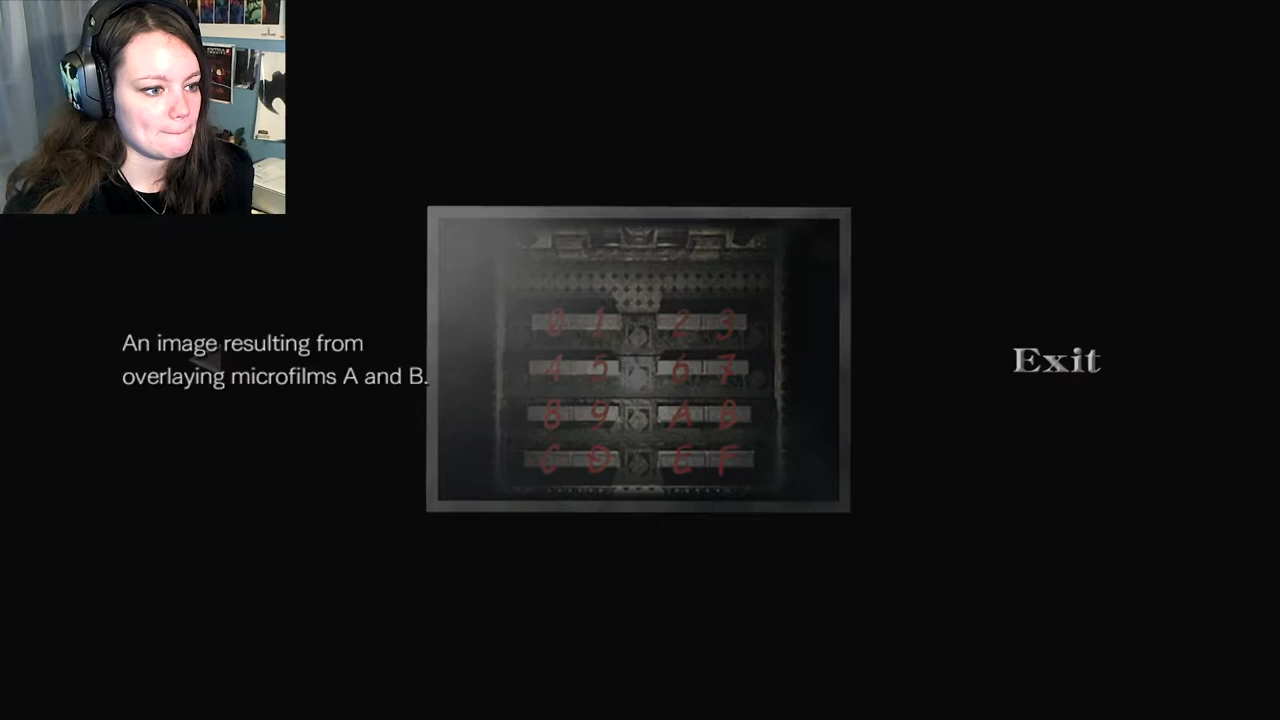 An image resulting from
overlaying microfilms A and B.
0 1 2 3
4 5 6 7
8 9 A B
C D E F
Exit